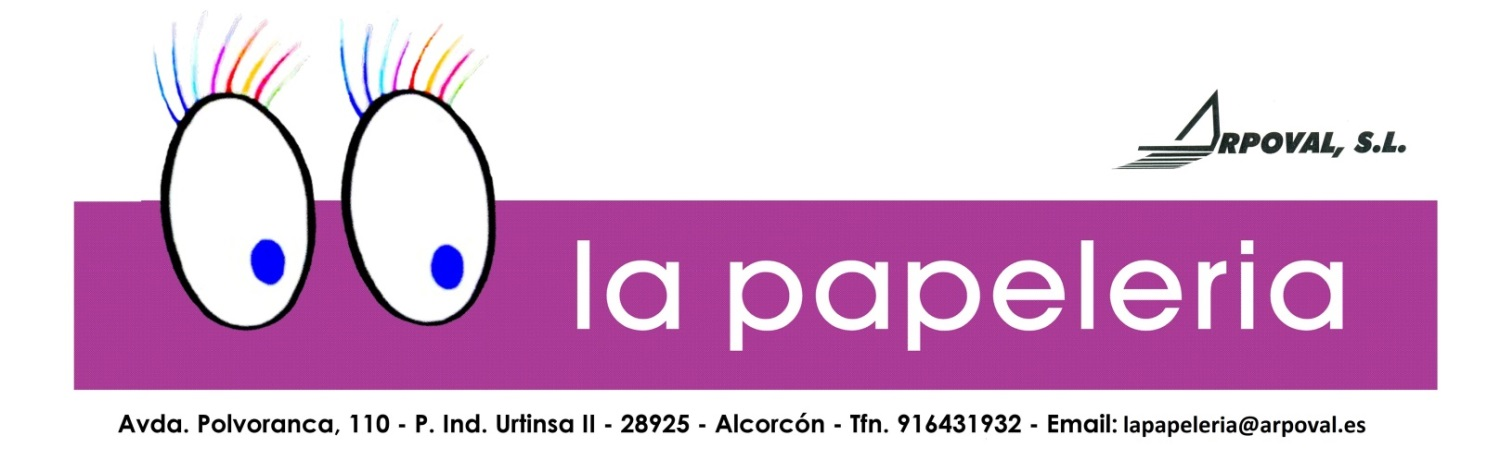 ARPOVAL, S.L.
la papeleria
Avda. Polvoranca, 110 - P. Ind. Urtinsa II - 28925 - Alcorcón - Tfn. 916431932 - Email: lapapeleria@arpoval.es